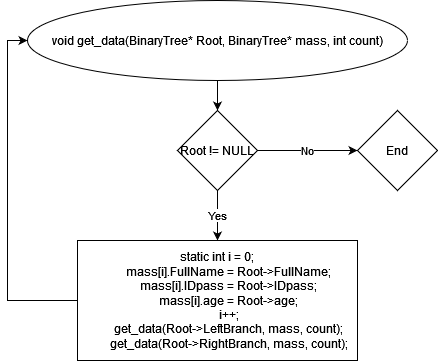 void get_data(BinaryTree* Root, BinaryTree* mass, int count)
Root != NULL
No
End
Yes
static int i = 0;
mass[i].FullName = Root->FullName;
mass[i].IDpass = Root->IDpass;
mass[i].age = Root->age;
i++;
get_data(Root->LeftBranch, mass, count);
get_data(Root->RightBranch, mass, count);